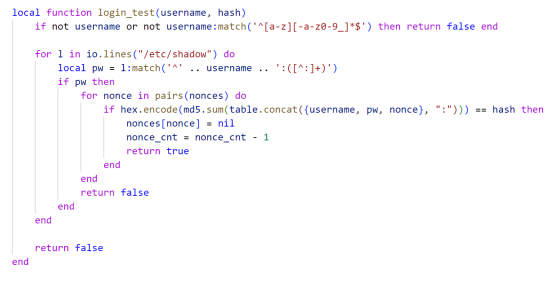 local function login_test(username, hash)
    if not username or not username:match('^[a-z][-a-z0-9_]*$') then return false end

    for l in io.lines("/etc/shadow") do
        local pw = l:match('^' .. username .. ':([^:]+)')
        if pw then
            for nonce in pairs(nonces) do
                if hex.encode(md5.sum(table.concat({username, pw, nonce}, ":"))) == hash then
                    nonces[nonce] = nil
                    nonce_cnt = nonce_cnt - 1
                    return true
                end
            end
            return false
        end
    end

    return false
end